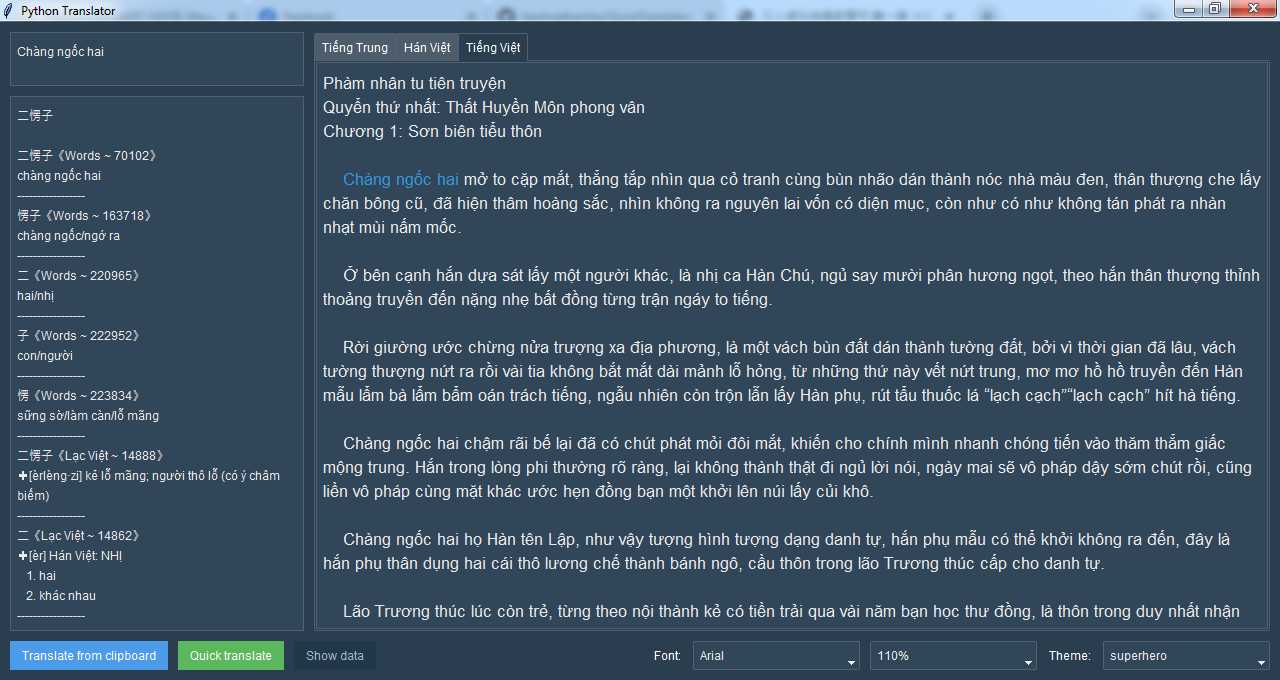 Python Translator
Chàng ngốc hai
二愣子
二愣子《Words ~ 70102》
chàng ngốc hai
----------------
愣子《Words ~ 163718》
chàng ngốc/ngớ ra
----------------
二《Words ~ 220965》
hai/nhị
----------------
子《Words ~ 222952》
con/người
----------------
愣《Words ~ 223834》
sững sờ/làm càn/lỗ mãng
----------------
二愣子《Lạc Việt ~ 14888》
✚[èrlèng·zi] kẻ lỗ mãng; người thô lỗ (có ý châm
biếm)
----------------
二《Lạc Việt ~ 14862》
✚[èr] Hán Việt: NHỊ
1. hai
2. khác nhau
----------------
Tiếng Trung Hán Việt Tiếng Việt
Phàm nhân tu tiên truyện
Quyển thứ nhất: Thất Huyền Môn phong vân
Chương 1: Sơn biên tiểu thôn
Chàng ngốc hai mở to cặp mắt, thẳng tắp nhìn qua cỏ tranh cùng bùn nhão dán thành nóc nhà màu đen, thân thượng che lấy
chăn bông cũ, đã hiện thâm hoàng sắc, nhìn không ra nguyên lai vốn có diện mục, còn như có như không tán phát ra nhàn
nhạt mùi nấm mốc.
Ở bên cạnh hắn dựa sát lấy một người khác, là nhị ca Hàn Chú, ngủ say mười phân hương ngọt, theo hắn thân thượng thỉnh
thoảng truyền đến nặng nhẹ bất đồng từng trận ngáy to tiếng.
Rời giường ước chừng nửa trượng xa địa phương, là một vách bùn đất dán thành tường đất, bởi vì thời gian đã lâu, vách
tường thượng nứt ra rồi vài tia không bắt mắt dài mảnh lỗ hỏng, từ những thứ này vết nứt trung, mơ mơ hồ hồ truyền đến Hàn
mẫu lẩm bà lẩm bẩm oán trách tiếng, ngẫu nhiên còn trộn lẫn lấy Hàn phụ, rút tẩu thuốc lá “lạch cạch”“lạch cạch” hít hà tiếng.
Chàng ngốc hai chậm rãi bế lại đã có chút phát mỏi đôi mắt, khiến cho chính mình nhanh chóng tiến vào thăm thẳm giấc
mộng trung. Hắn trong lòng phi thường rõ ràng, lại không thành thật đi ngủ lời nói, ngày mai sẽ vô pháp dậy sớm chút rồi, cũng
liền vô pháp cùng mặt khác ước hẹn đồng bạn một khởi lên núi lấy củi khô.
Chàng ngốc hai họ Hàn tên Lập, như vậy tượng hình tượng dạng danh tự, hắn phụ mẫu có thể khởi không ra đến, đây là
hắn phụ thân dụng hai cái thô lương chế thành bánh ngô, cầu thôn trong lão Trương thúc cấp cho danh tự.
Lão Trương thúc lúc còn trẻ, từng theo nội thành kẻ có tiền trải qua vài năm bạn học thư đồng, là thôn trong duy nhất nhận
Translate from clipboard Quick translate Show data Font: Arial 110% Theme: superhero